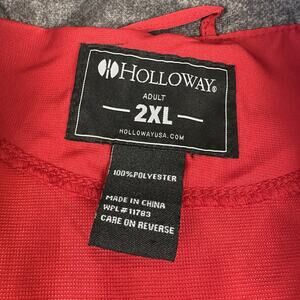 HOLLOWAY®
ADULT
2XL
HOLLOWAYUSA.COM
100%POLYESTER
MADE IN CHINA
WPL#11783
CARE ON REVERSE